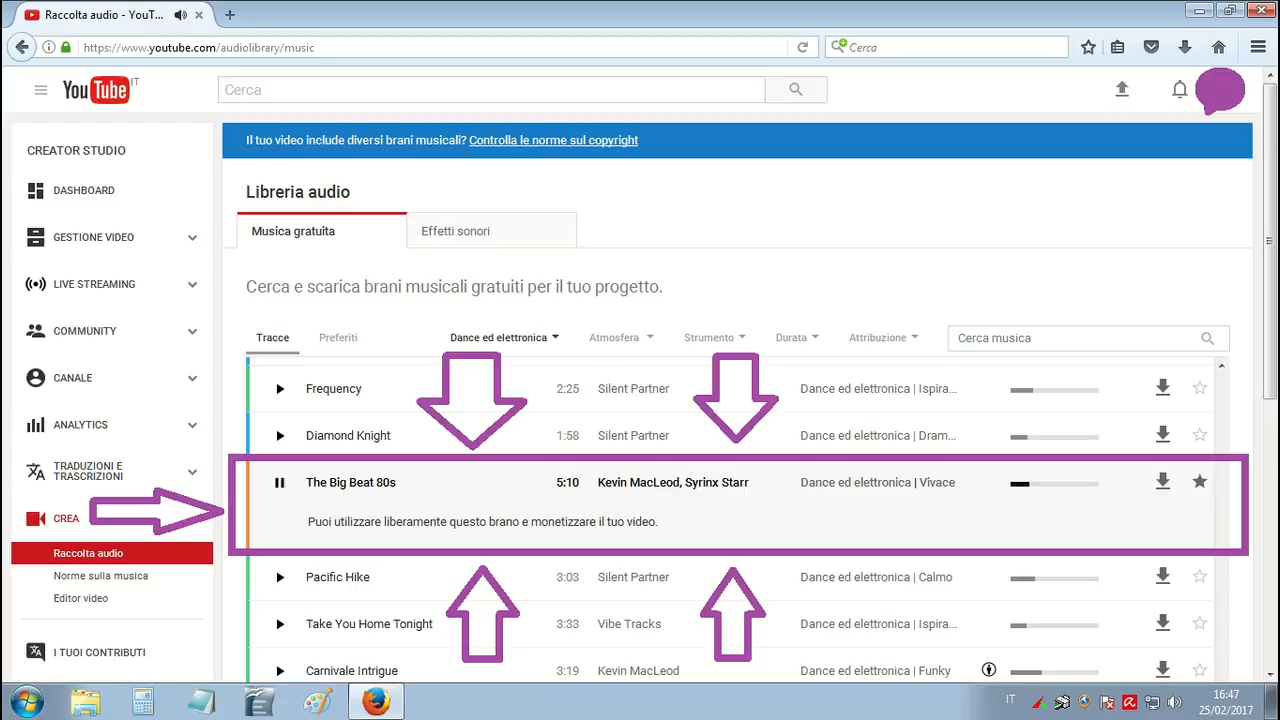 Raccolta audio - YouT...
https://www.youtube.com/audiolibrary/music
Cerca
YouTube IT
Cerca
CREATOR STUDIO
DASHBOARD
GESTIONE VIDEO
LIVE STREAMING
COMMUNITY
CANALE
ANALYTICS
TRADUZIONI E
TRASCRIZIONI
CREA
Raccolta audio
Norme sulla musica
Editor video
I TUOI CONTRIBUTI
Il tuo video include diversi brani musicali? Controlla le norme sul copyright
Libreria audio
Musica gratuita Effetti sonori
Cerca e scarica brani musicali gratuiti per il tuo progetto.
Tracce Preferiti Dance ed elettronica Atmosfera Strumento Durata Attribuzione Cerca musica
Frequency 2:25 Silent Partner Dance ed elettronica | Ispira...
Diamond Knight 1:58 Silent Partner Dance ed elettronica | Dram...
The Big Beat 80s 5:10 Kevin MacLeod, Syrinx Starr Dance ed elettronica | Vivace
Puoi utilizzare liberamente questo brano e monetizzare il tuo video.
Pacific Hike 3:03 Silent Partner Dance ed elettronica | Calmo
Take You Home Tonight 3:33 Vibe Tracks Dance ed elettronica | Ispira...
Carnivale Intrigue 3:19 Kevin MacLeod Dance ed elettronica | Funky
IT
16:47
25/02/2017